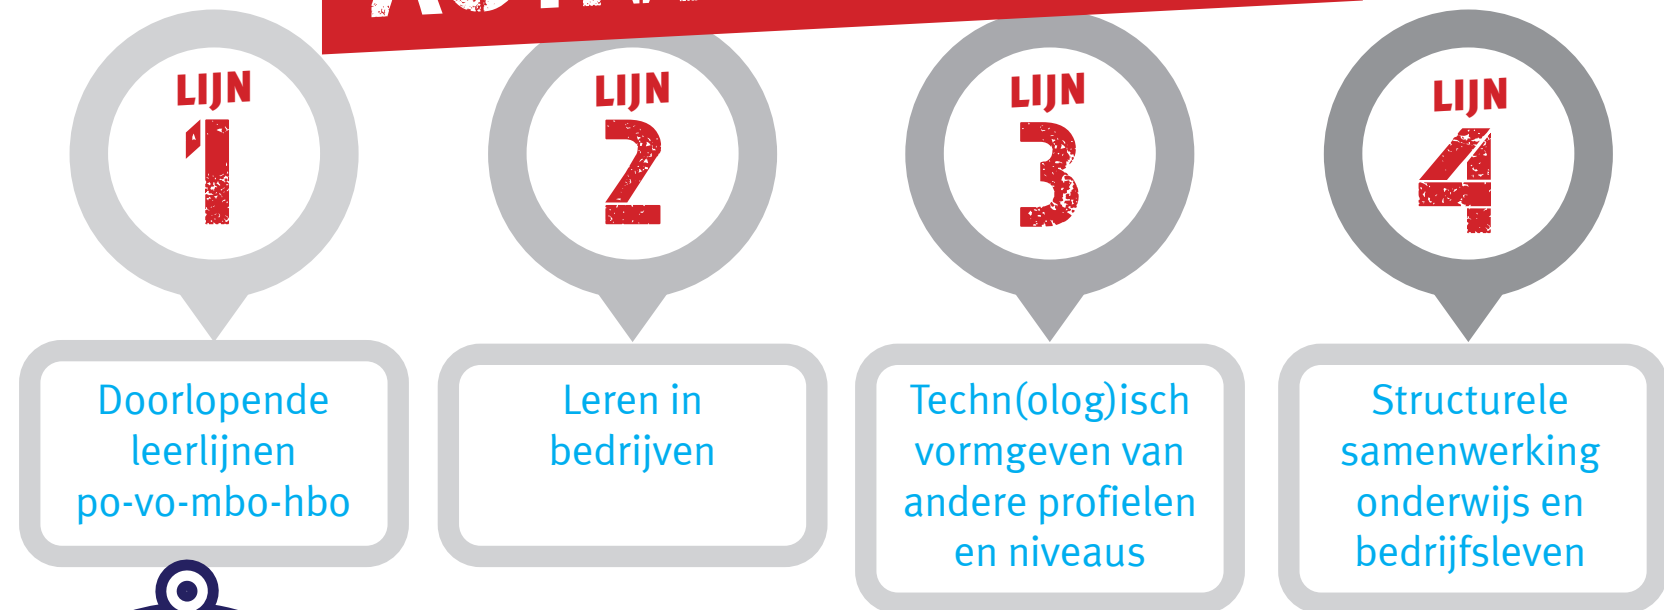 LIJN
1
Doorlopende
leerlijnen
po-vo-mbo-hbo
LIJN
2
Leren in
bedrijven
LIJN
3
Techn(olog)isch
vormgeven van
andere profielen
en niveaus
LIJN
4
Structurele
samenwerking
onderwijs en
bedrijfsleven